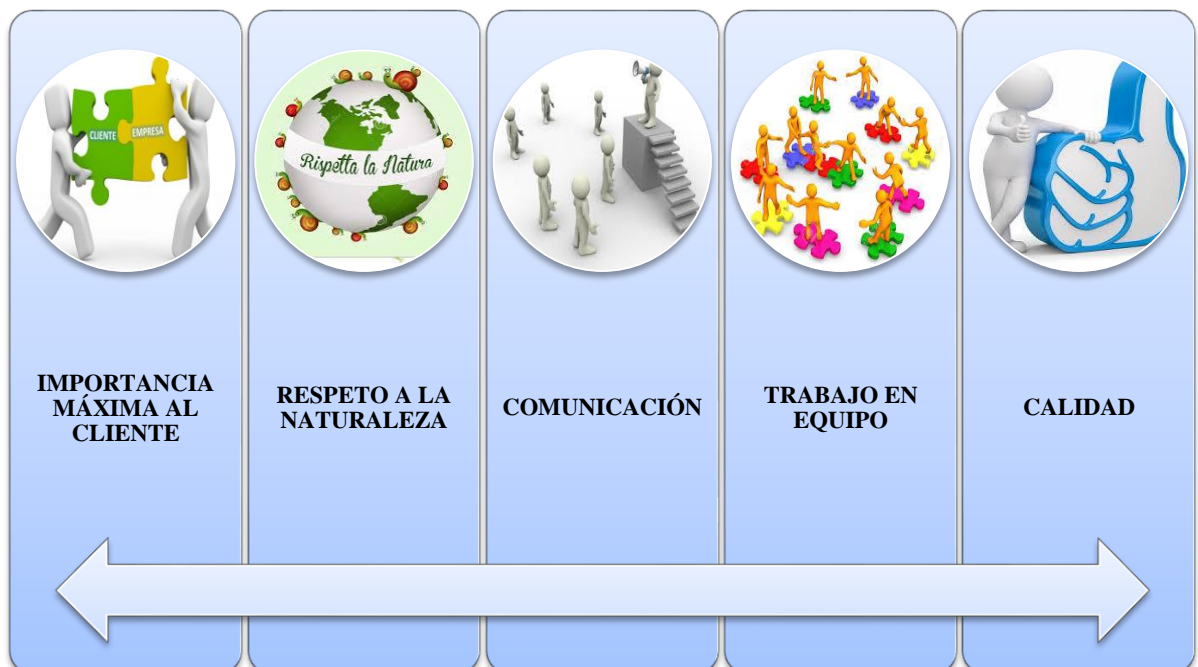 CLIENTE
EMPRESA
Rispetta la Natura
IMPORTANCIA
MÁXIMA AL
CLIENTE
RESPETO A LA
NATURALEZA
COMUNICACIÓN
TRABAJO EN
EQUIPO
CALIDAD